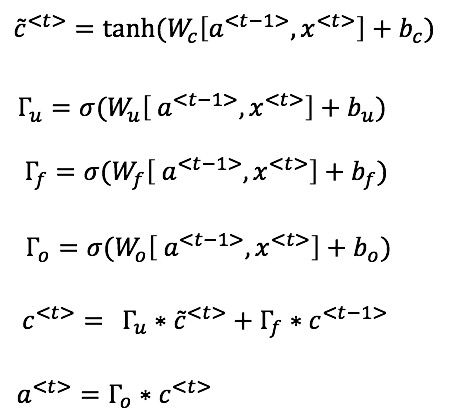 c̃^{<t>} = tanh(W_c[a^{<t−1>}, x^{<t>}] + b_c)
Γ_u = σ(W_u[ a^{<t−1>}, x^{<t>}] + b_u)
Γ_f = σ(W_f[ a^{<t−1>}, x^{<t>}] + b_f)
Γ_o = σ(W_o[ a^{<t−1>}, x^{<t>}] + b_o)
c^{<t>} = Γ_u * c̃^{<t>} + Γ_f * c^{<t−1>}
a^{<t>} = Γ_o * c^{<t>}